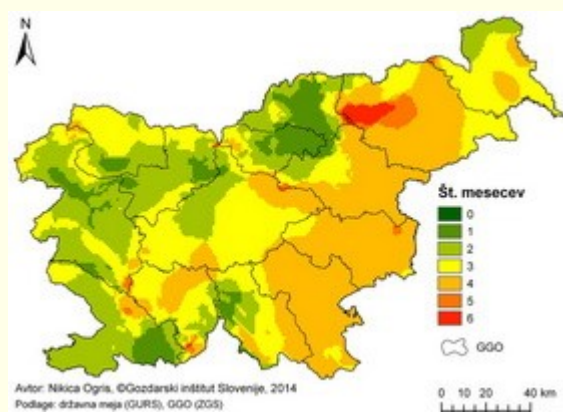 N
Št. mesecev
0
1
2
3
4
5
6
GGO
Avtor: Nikica Ogris, ©Gozdarski inštitut Slovenije, 2014
Podlage: državna meja (GURS), GGO (ZGS)
0 10 20 40 km